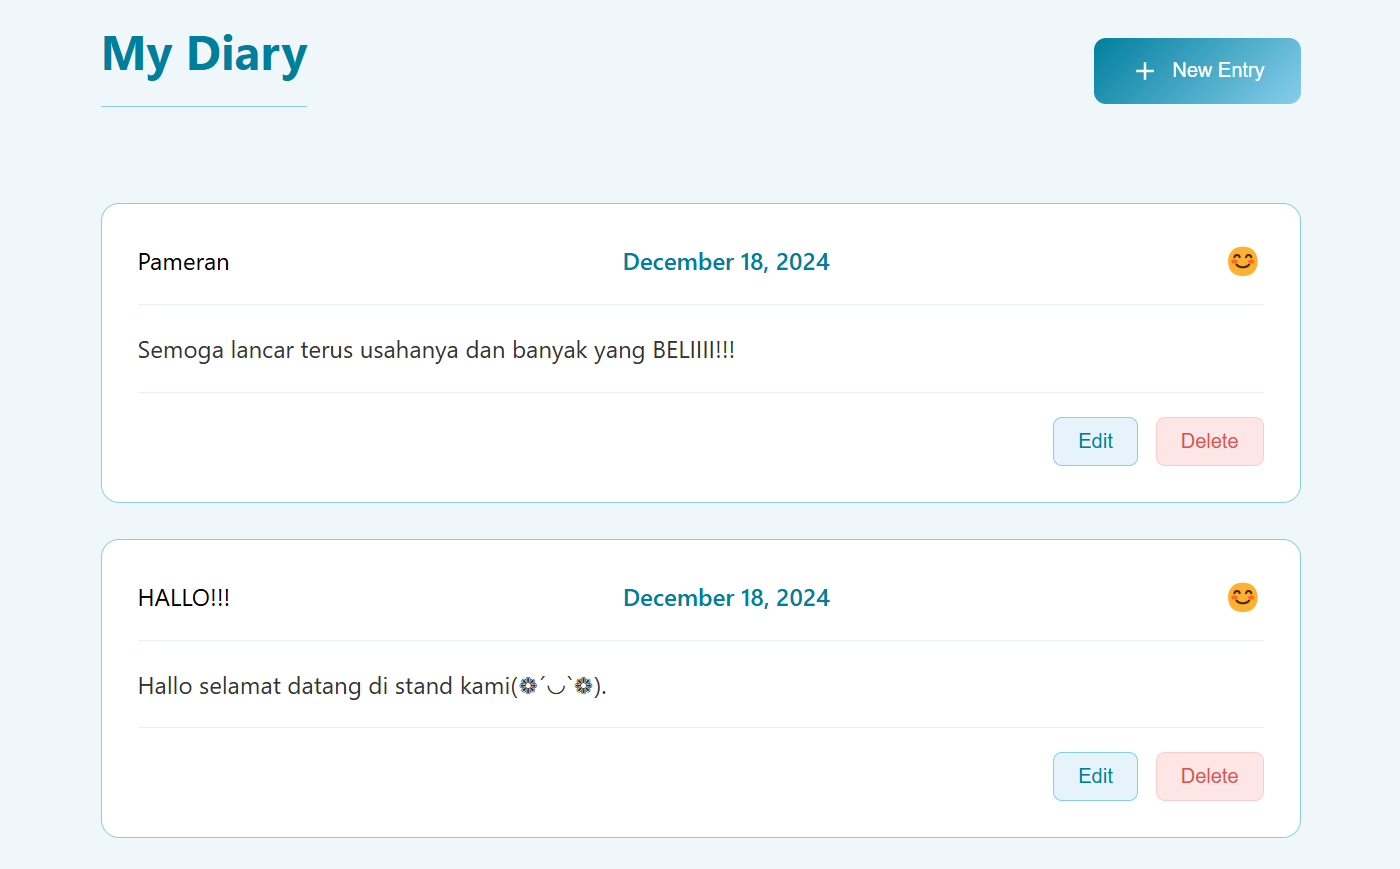 My Diary
+ New Entry
Pameran December 18, 2024 😊
Semoga lancar terus usahanya dan banyak yang BELIIII!!!
Edit Delete
HALLO!!! December 18, 2024 😊
Hallo selamat datang di stand kami(❁´◡`❁).
Edit Delete